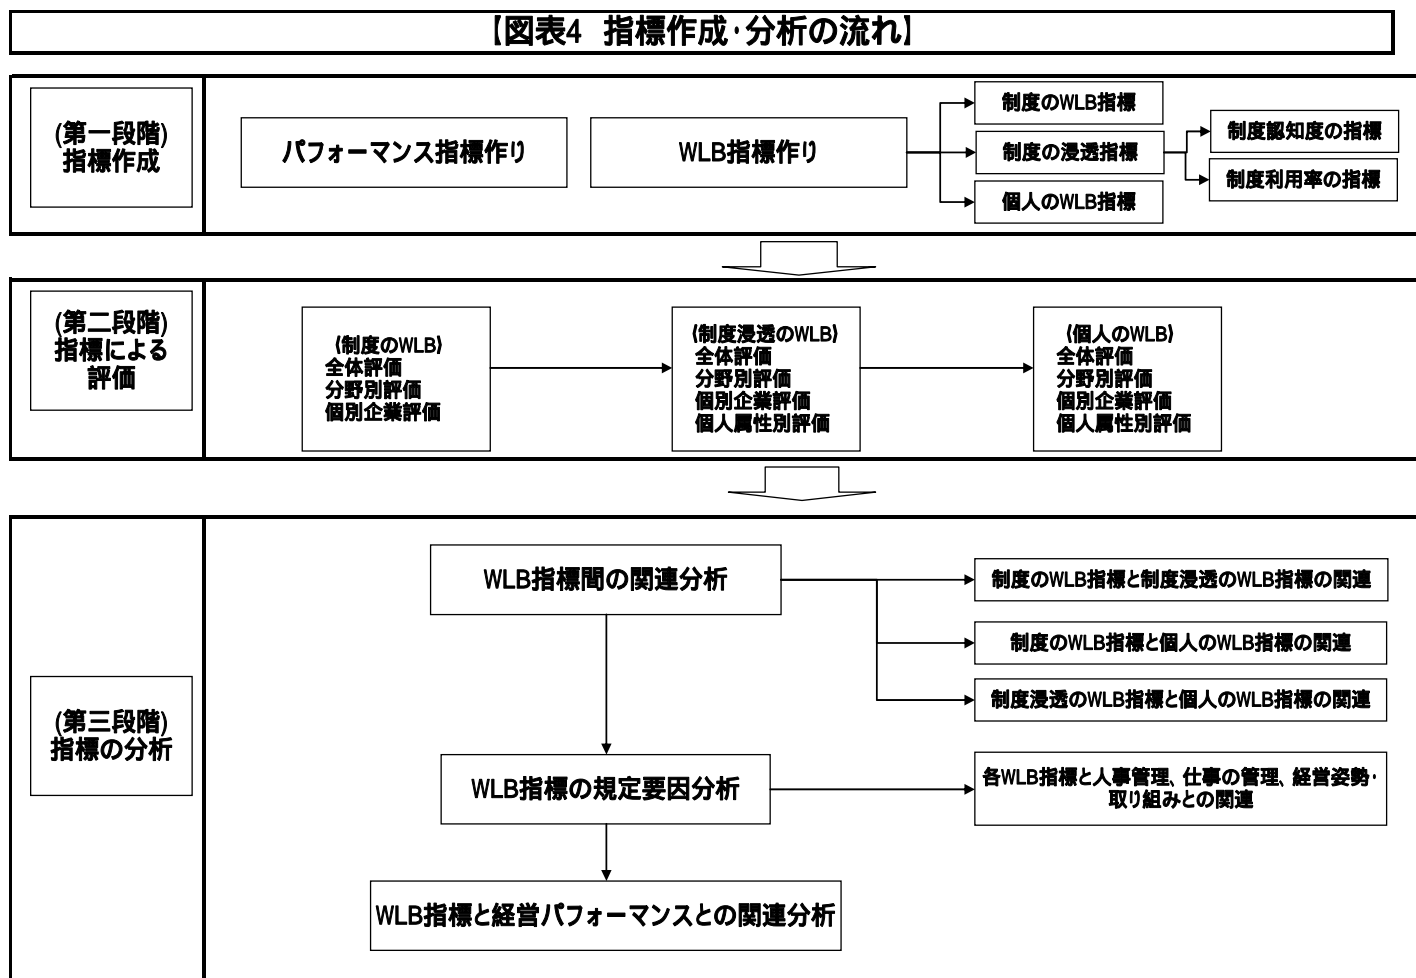 【図表4 指標作成・分析の流れ】
(第一段階)
指標作成
パフォーマンス指標作り
WLB指標作り
制度のWLB指標
制度の浸透指標
個人のWLB指標
制度認知度の指標
制度利用率の指標
(第二段階)
指標による
評価
(制度のWLB)
全体評価
分野別評価
個別企業評価
(制度浸透のWLB)
全体評価
分野別評価
個別企業評価
個人属性別評価
(個人のWLB)
全体評価
分野別評価
個別企業評価
個人属性別評価
(第三段階)
指標の分析
WLB指標間の関連分析
制度のWLB指標と制度浸透のWLB指標の関連
制度のWLB指標と個人のWLB指標の関連
制度浸透のWLB指標と個人のWLB指標の関連
WLB指標の規定要因分析
各WLB指標と人事管理、仕事の管理、経営姿勢・
取り組みとの関連
WLB指標と経営パフォーマンスとの関連分析